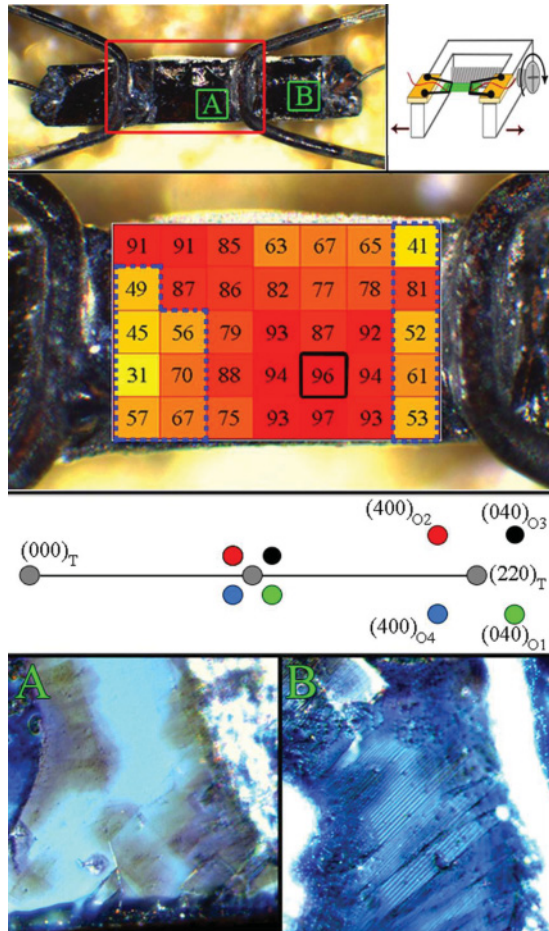 A
B
91 91 85 63 67 65 41
49 87 86 82 77 78 81
45 56 79 93 87 92 52
31 70 88 94 96 94 61
57 67 75 93 97 93 53
(400)O2 (040)O3
(000)T
(220)T
(400)O4 (040)O1
A B